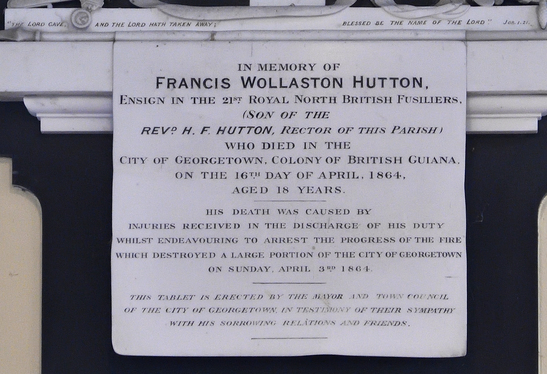 "THE LORD GAVE, AND THE LORD HATH TAKEN AWAY; BLESSED BE THE NAME OF THE LORD" JOB. 1. 21.
IN MEMORY OF
FRANCIS WOLLASTON HUTTON,
ENSIGN IN THE 21ST ROYAL NORTH BRITISH FUSILIERS,
(SON OF THE
REVD H. F. HUTTON, RECTOR OF THIS PARISH)
WHO DIED IN THE
CITY OF GEORGETOWN, COLONY OF BRITISH GUIANA,
ON THE 16TH DAY OF APRIL, 1864,
AGED 18 YEARS.
HIS DEATH WAS CAUSED BY
INJURIES RECEIVED IN THE DISCHARGE OF HIS DUTY
WHILST ENDEAVOURING TO ARREST THE PROGRESS OF THE FIRE
WHICH DESTROYED A LARGE PORTION OF THE CITY OF GEORGETOWN
ON SUNDAY, APRIL 3RD 1864.
THIS TABLET IS ERECTED BY THE MAYOR AND TOWN COUNCIL
OF THE CITY OF GEORGETOWN, IN TESTIMONY OF THEIR SYMPATHY
WITH HIS SORROWING RELATIONS AND FRIENDS.